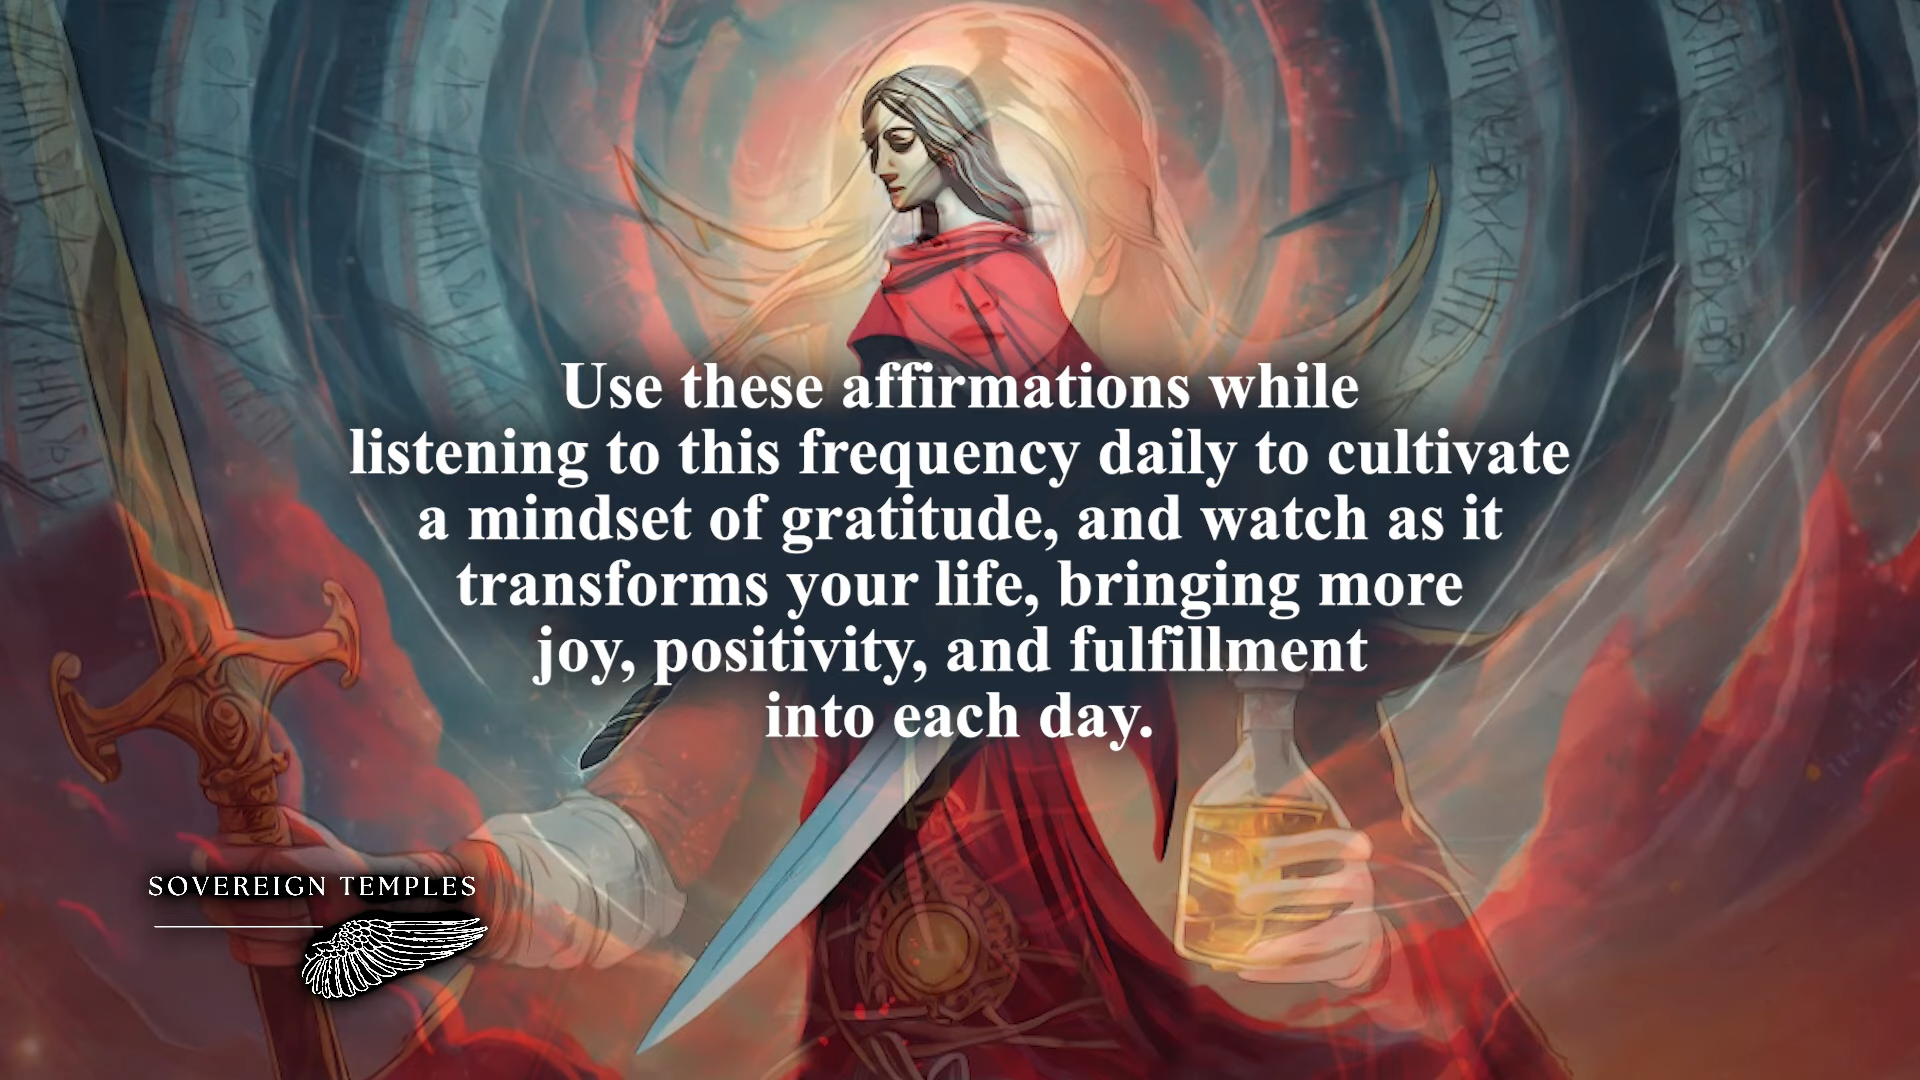 Use these affirmations while
listening to this frequency daily to cultivate
a mindset of gratitude, and watch as it
transforms your life, bringing more
joy, positivity, and fulfillment
into each day.
SOVEREIGN TEMPLES